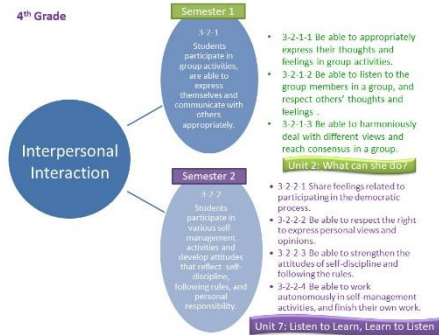 4th Grade
Semester 1
3-2-1
Students
participate in
group activities,
are able to
express
themselves and
communicate with
others
appropriately.
• 3-2-1-1 Be able to appropriately
express their thoughts and
feelings in group activities.
• 3-2-1-2 Be able to listen to the
group members in a group, and
respect others' thoughts and
feelings .
• 3-2-1-3 Be able to harmoniously
deal with different views and
reach consensus in a group.
Unit 2: What can she do?
Interpersonal
Interaction
Semester 2
3-2-2
Students
participate in
various self-
management
activities and
develop attitudes
that reflect self-
discipline,
following rules, and
personal
responsibility.
• 3-2-2-1 Share feelings related to
participating in the democratic
process.
• 3-2-2-2 Be able to respect the right
to express personal views and
opinions.
• 3-2-2-3 Be able to strengthen the
attitudes of self-discipline and
following the rules.
• 3-2-2-4 Be able to work
autonomously in self-management
activities, and finish their own work.
Unit 7: Listen to Learn, Learn to Listen